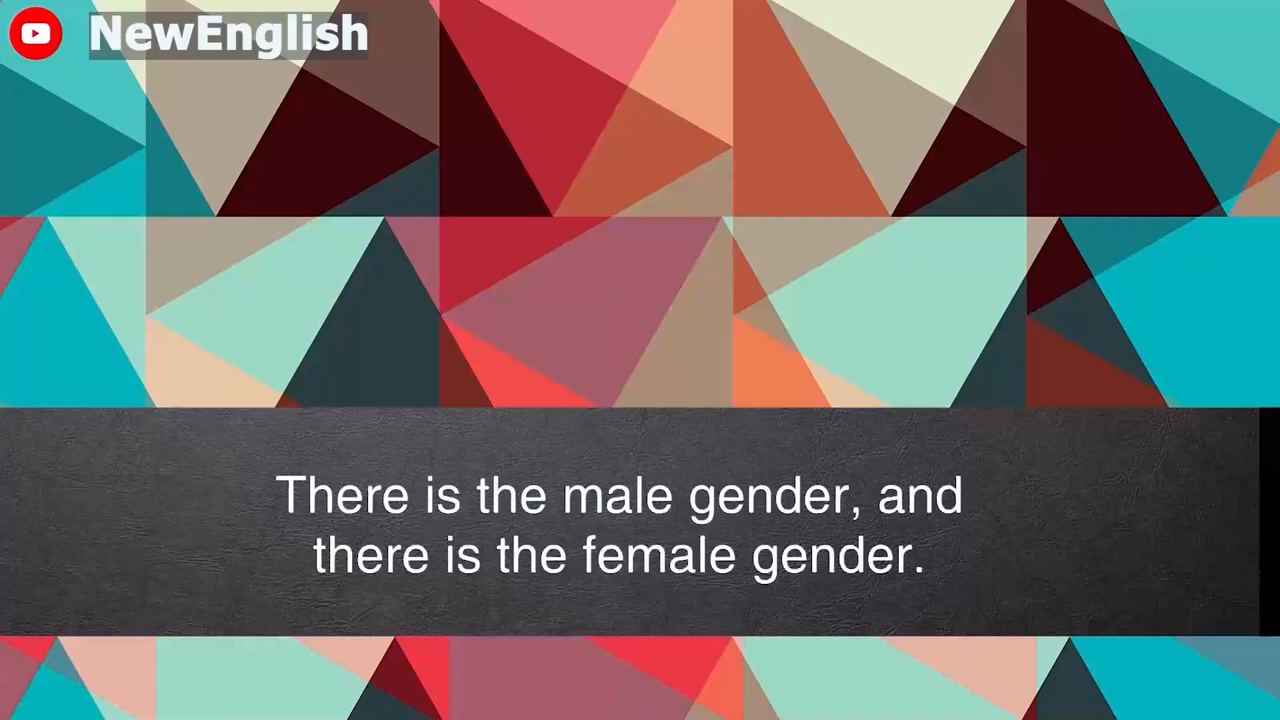 NewEnglish
There is the male gender, and
there is the female gender.